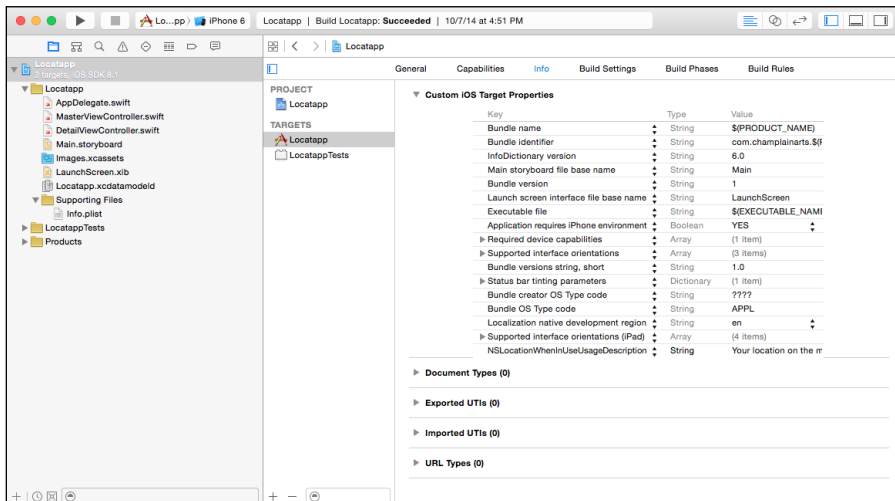 Lo...pp iPhone 6 Locatapp | Build Locatapp: Succeeded | 10/7/14 at 4:51 PM
Locatapp
Locatapp
2 targets, iOS SDK 8.1
Locatapp
AppDelegate.swift
MasterViewController.swift
DetailViewController.swift
Main.storyboard
Images.xcassets
LaunchScreen.xib
Locatapp.xcdatamodeld
Supporting Files
Info.plist
LocatappTests
Products
PROJECT
Locatapp
TARGETS
Locatapp
LocatappTests
General Capabilities Info Build Settings Build Phases Build Rules
Custom iOS Target Properties
Key Type Value
Bundle name String $(PRODUCT_NAME)
Bundle identifier String com.champlainarts.$(
InfoDictionary version String 6.0
Main storyboard file base name String Main
Bundle version String 1
Launch screen interface file base name String LaunchScreen
Executable file String $(EXECUTABLE_NAM
Application requires iPhone environment Boolean YES
Required device capabilities Array (1 item)
Supported interface orientations Array (3 items)
Bundle versions string, short String 1.0
Status bar tinting parameters Dictionary (1 item)
Bundle creator OS Type code String ????
Bundle OS Type code String APPL
Localization native development region String en
Supported interface orientations (iPad) Array (4 items)
NSLocationWhenInUseUsageDescription String Your location on the m
Document Types (0)
Exported UTIs (0)
Imported UTIs (0)
URL Types (0)